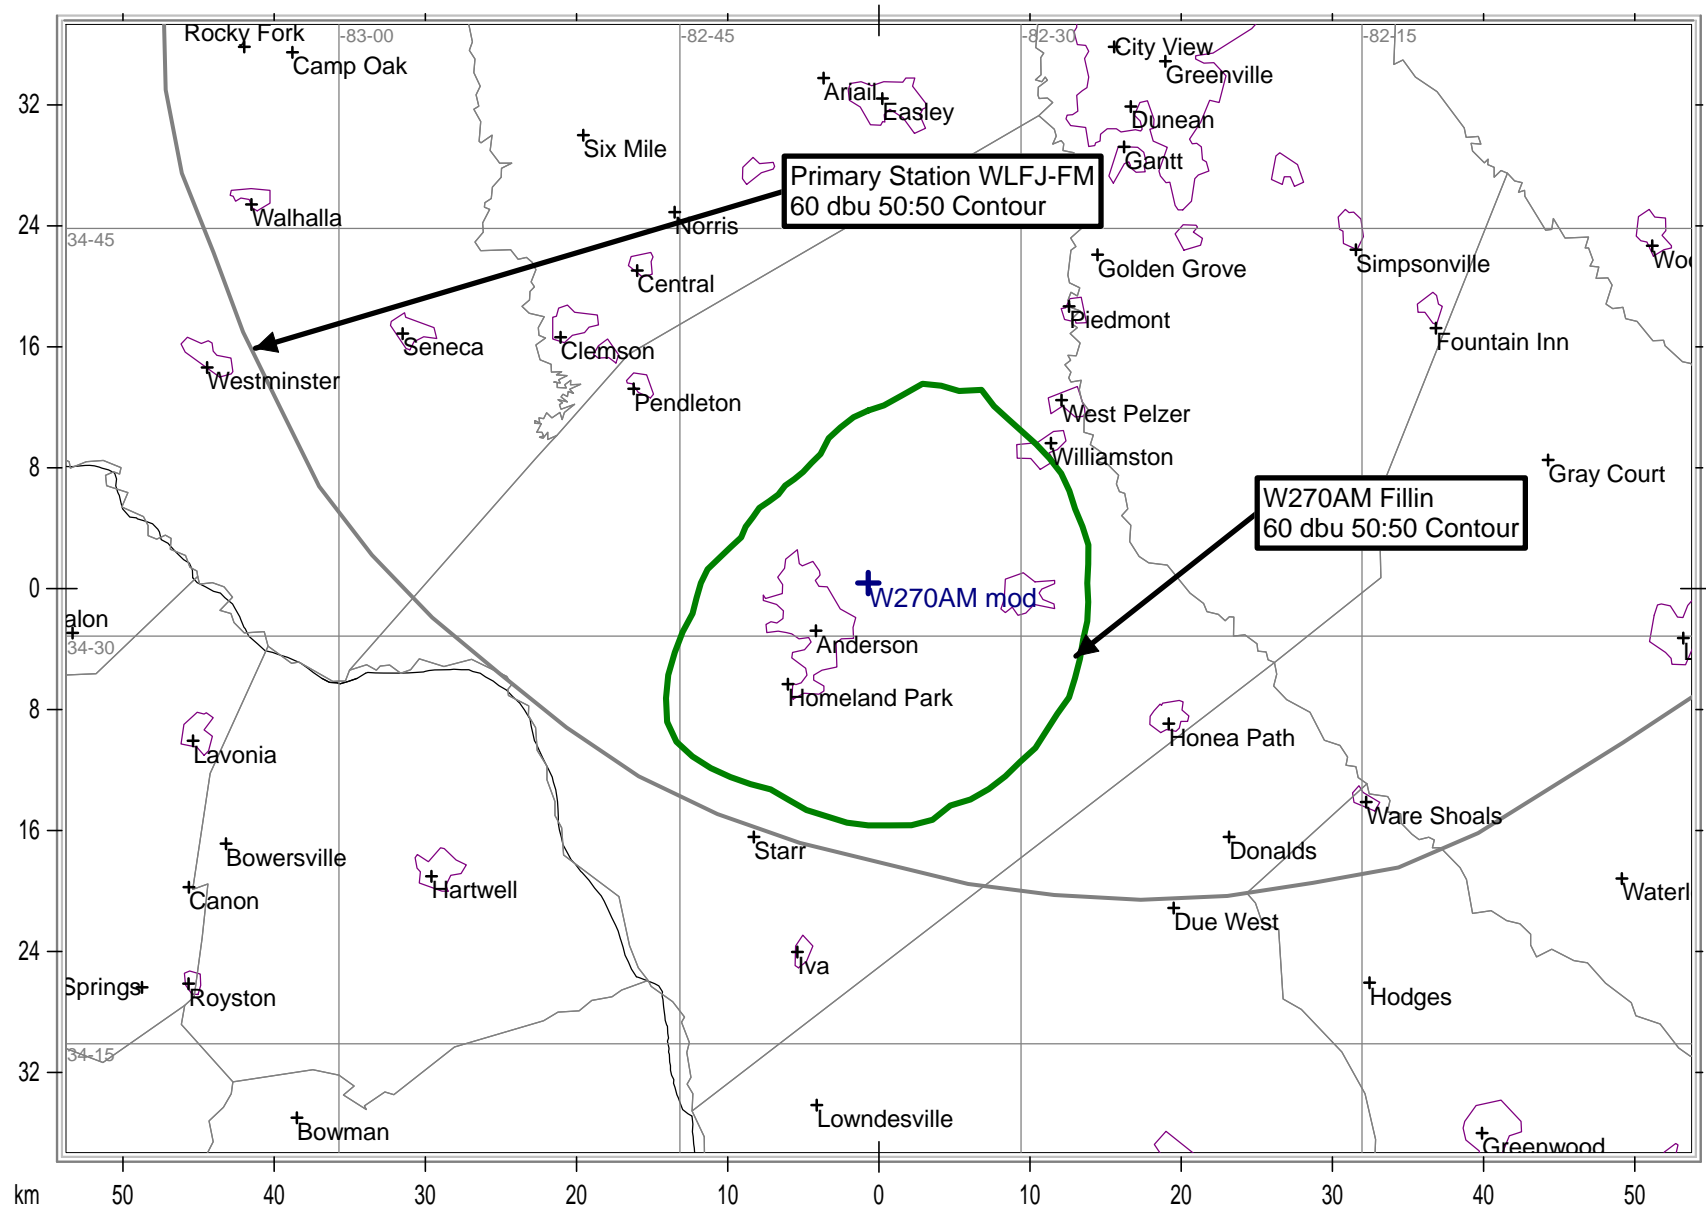 Rocky Fork
-83-00
-82-45
-82-30
-82-15
City View
Camp Oak
Greenville
Ariail
Easley
32
Dunean
Six Mile
Gantt
Primary Station WLFJ-FM
60 dbu 50:50 Contour
Walhalla
Norris
24
34-45
Golden Grove
Simpsonville
Woo
Central
Piedmont
16
Seneca
Clemson
Fountain Inn
Westminster
Pendleton
West Pelzer
Williamston
8
Gray Court
W270AM Fillin
60 dbu 50:50 Contour
0
W270AM mod
alon
34-30
Anderson
Homeland Park
8
Honea Path
Lavonia
16
Ware Shoals
Bowersville
Starr
Donalds
Canon
Hartwell
Waterl
Due West
24
Iva
Springs
Royston
Hodges
34-15
32
Bowman
Lowndesville
Greenwood
km
50
40
30
20
10
0
10
20
30
40
50